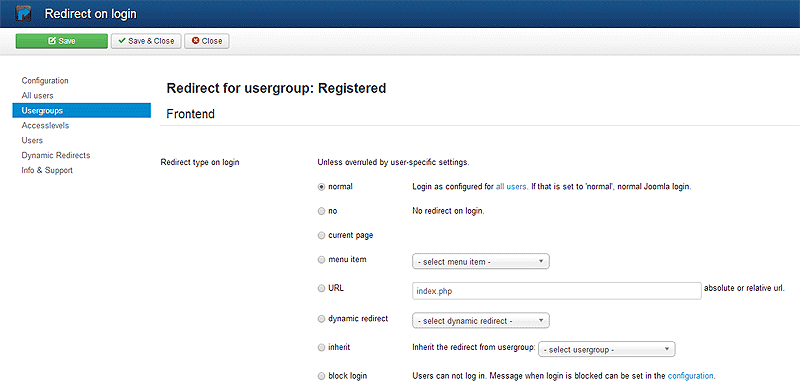 Redirect on login
Save
Save & Close
Close
Configuration
All users
Usergroups
Accesslevels
Users
Dynamic Redirects
Info & Support
Redirect for usergroup: Registered
Frontend
Redirect type on login
Unless overruled by user-specific settings.
normal
Login as configured for all users. If that is set to 'normal', normal Joomla login.
no
No redirect on login.
current page
menu item
- select menu item -
URL
index.php
absolute or relative url.
dynamic redirect
- select dynamic redirect -
inherit
Inherit the redirect from usergroup: - select usergroup -
block login
Users can not log in. Message when login is blocked can be set in the configuration.